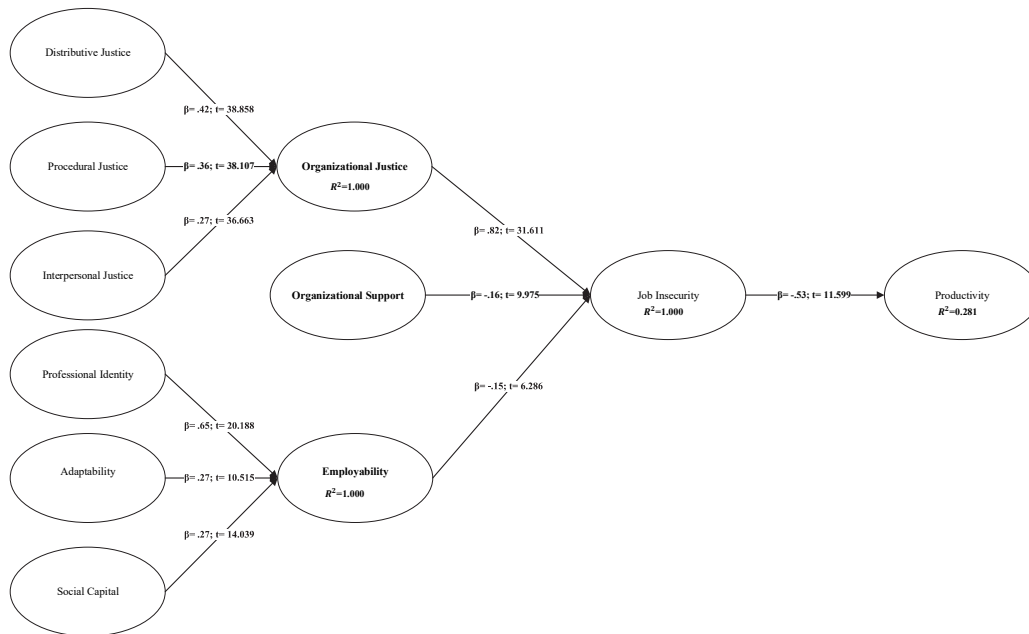 Distributive Justice
β= .42; t= 38.858
Procedural Justice
β= .36; t= 38.107
Organizational Justice
R²=1.000
β= .27; t= 36.663
β= .82; t= 31.611
Interpersonal Justice
Organizational Support
β= -.16; t= 9.975
Job Insecurity
R²=1.000
β= -.53; t= 11.599
Productivity
R²=0.281
Professional Identity
β= -.15; t= 6.286
β= .65; t= 20.188
Adaptability
β= .27; t= 10.515
Employability
R²=1.000
β= .27; t= 14.039
Social Capital